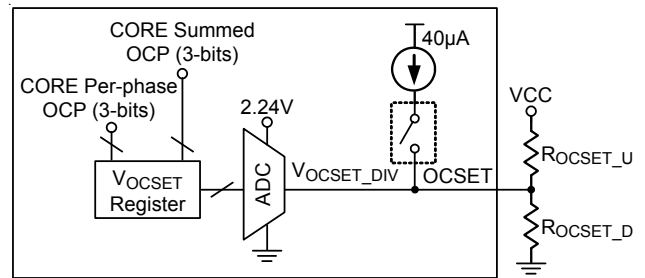 CORE Summed
OCP (3-bits)
40µA
CORE Per-phase
OCP (3-bits)
VCC
2.24V
ROCSET_U
VOCSET
Register
ADC
VOCSET_DIV
OCSET
ROCSET_D